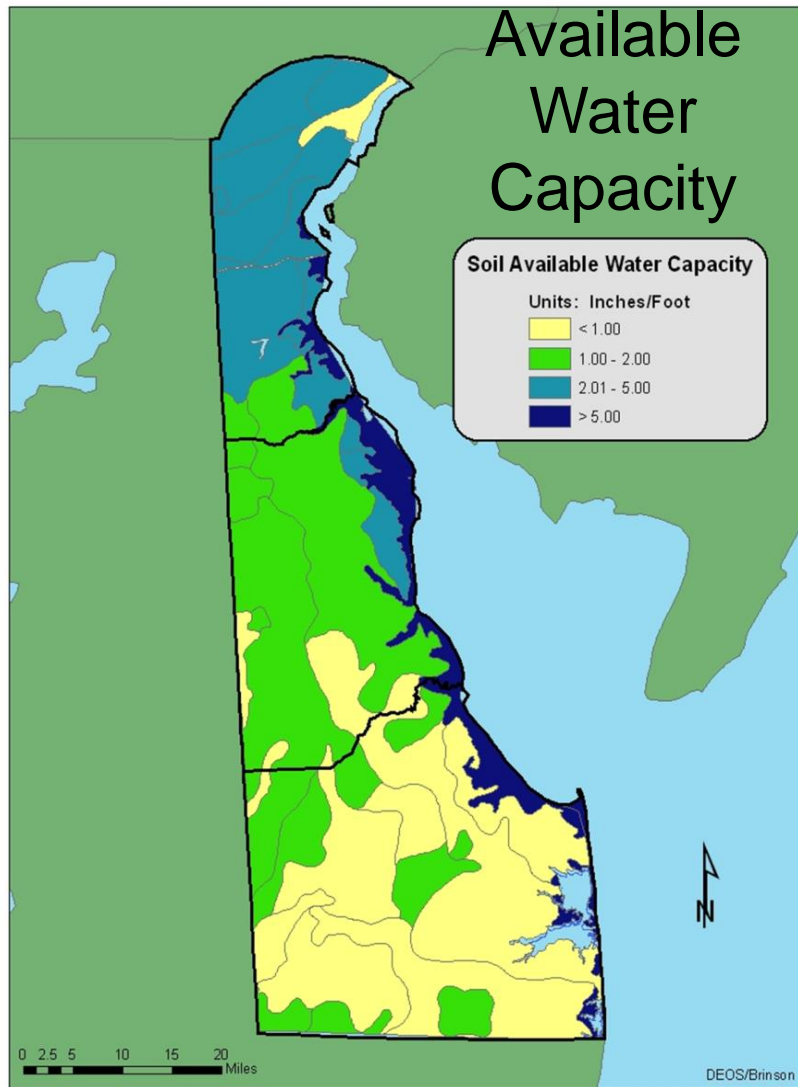 Available
Water
Capacity
Soil Available Water Capacity
Units: Inches/Foot
< 1.00
1.00 - 2.00
2.01 - 5.00
> 5.00
N
0 2.5 5 10 15 20
Miles
DEOS/Brinson